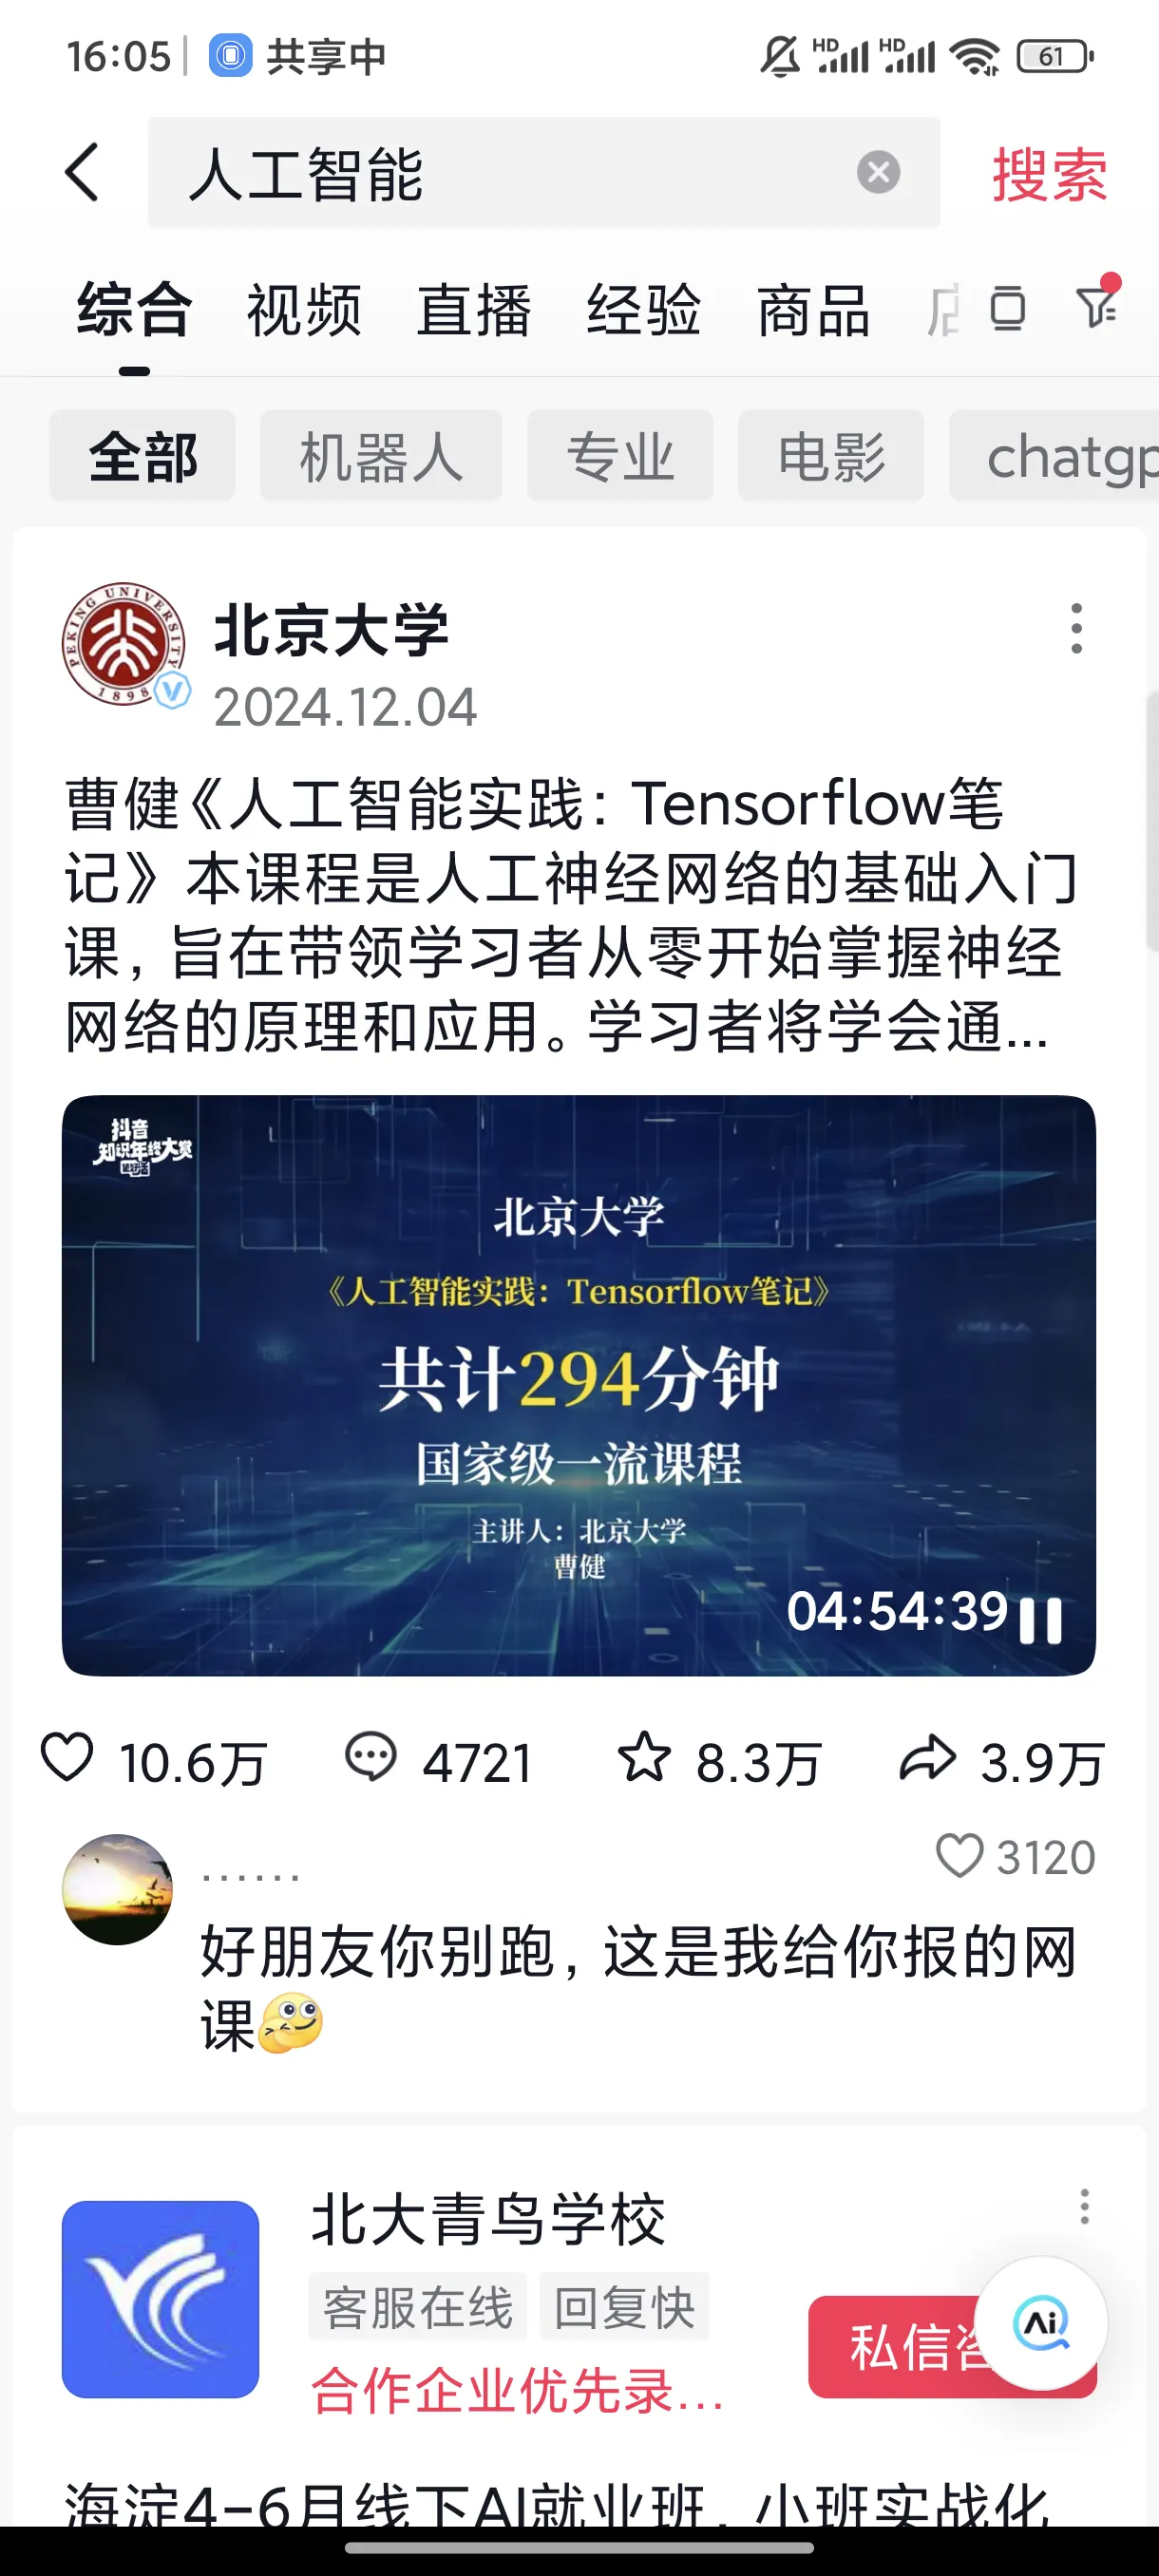 16:05
共享中
HD
HD
61
人工智能
搜索
综合
视频
直播
经验
商品
全部
机器人
专业
电影
chatgp
PEKING UNIVERSITY
1898
北京大学
2024.12.04
曹健《人工智能实践：Tensorflow笔
记》本课程是人工神经网络的基础入门
课，旨在带领学习者从零开始掌握神经
网络的原理和应用。学习者将学会通...
抖音
知识年终大赏
北京大学
《人工智能实践：Tensorflow笔记》
共计294分钟
国家级一流课程
主讲人：北京大学
曹健
04:54:39
10.6万
4721
8.3万
3.9万
......
3120
好朋友你别跑，这是我给你报的网
课
北大青鸟学校
客服在线
回复快
合作企业优先录...
私信咨
Ai
海淀4-6月线下AI就业班，小班实战化